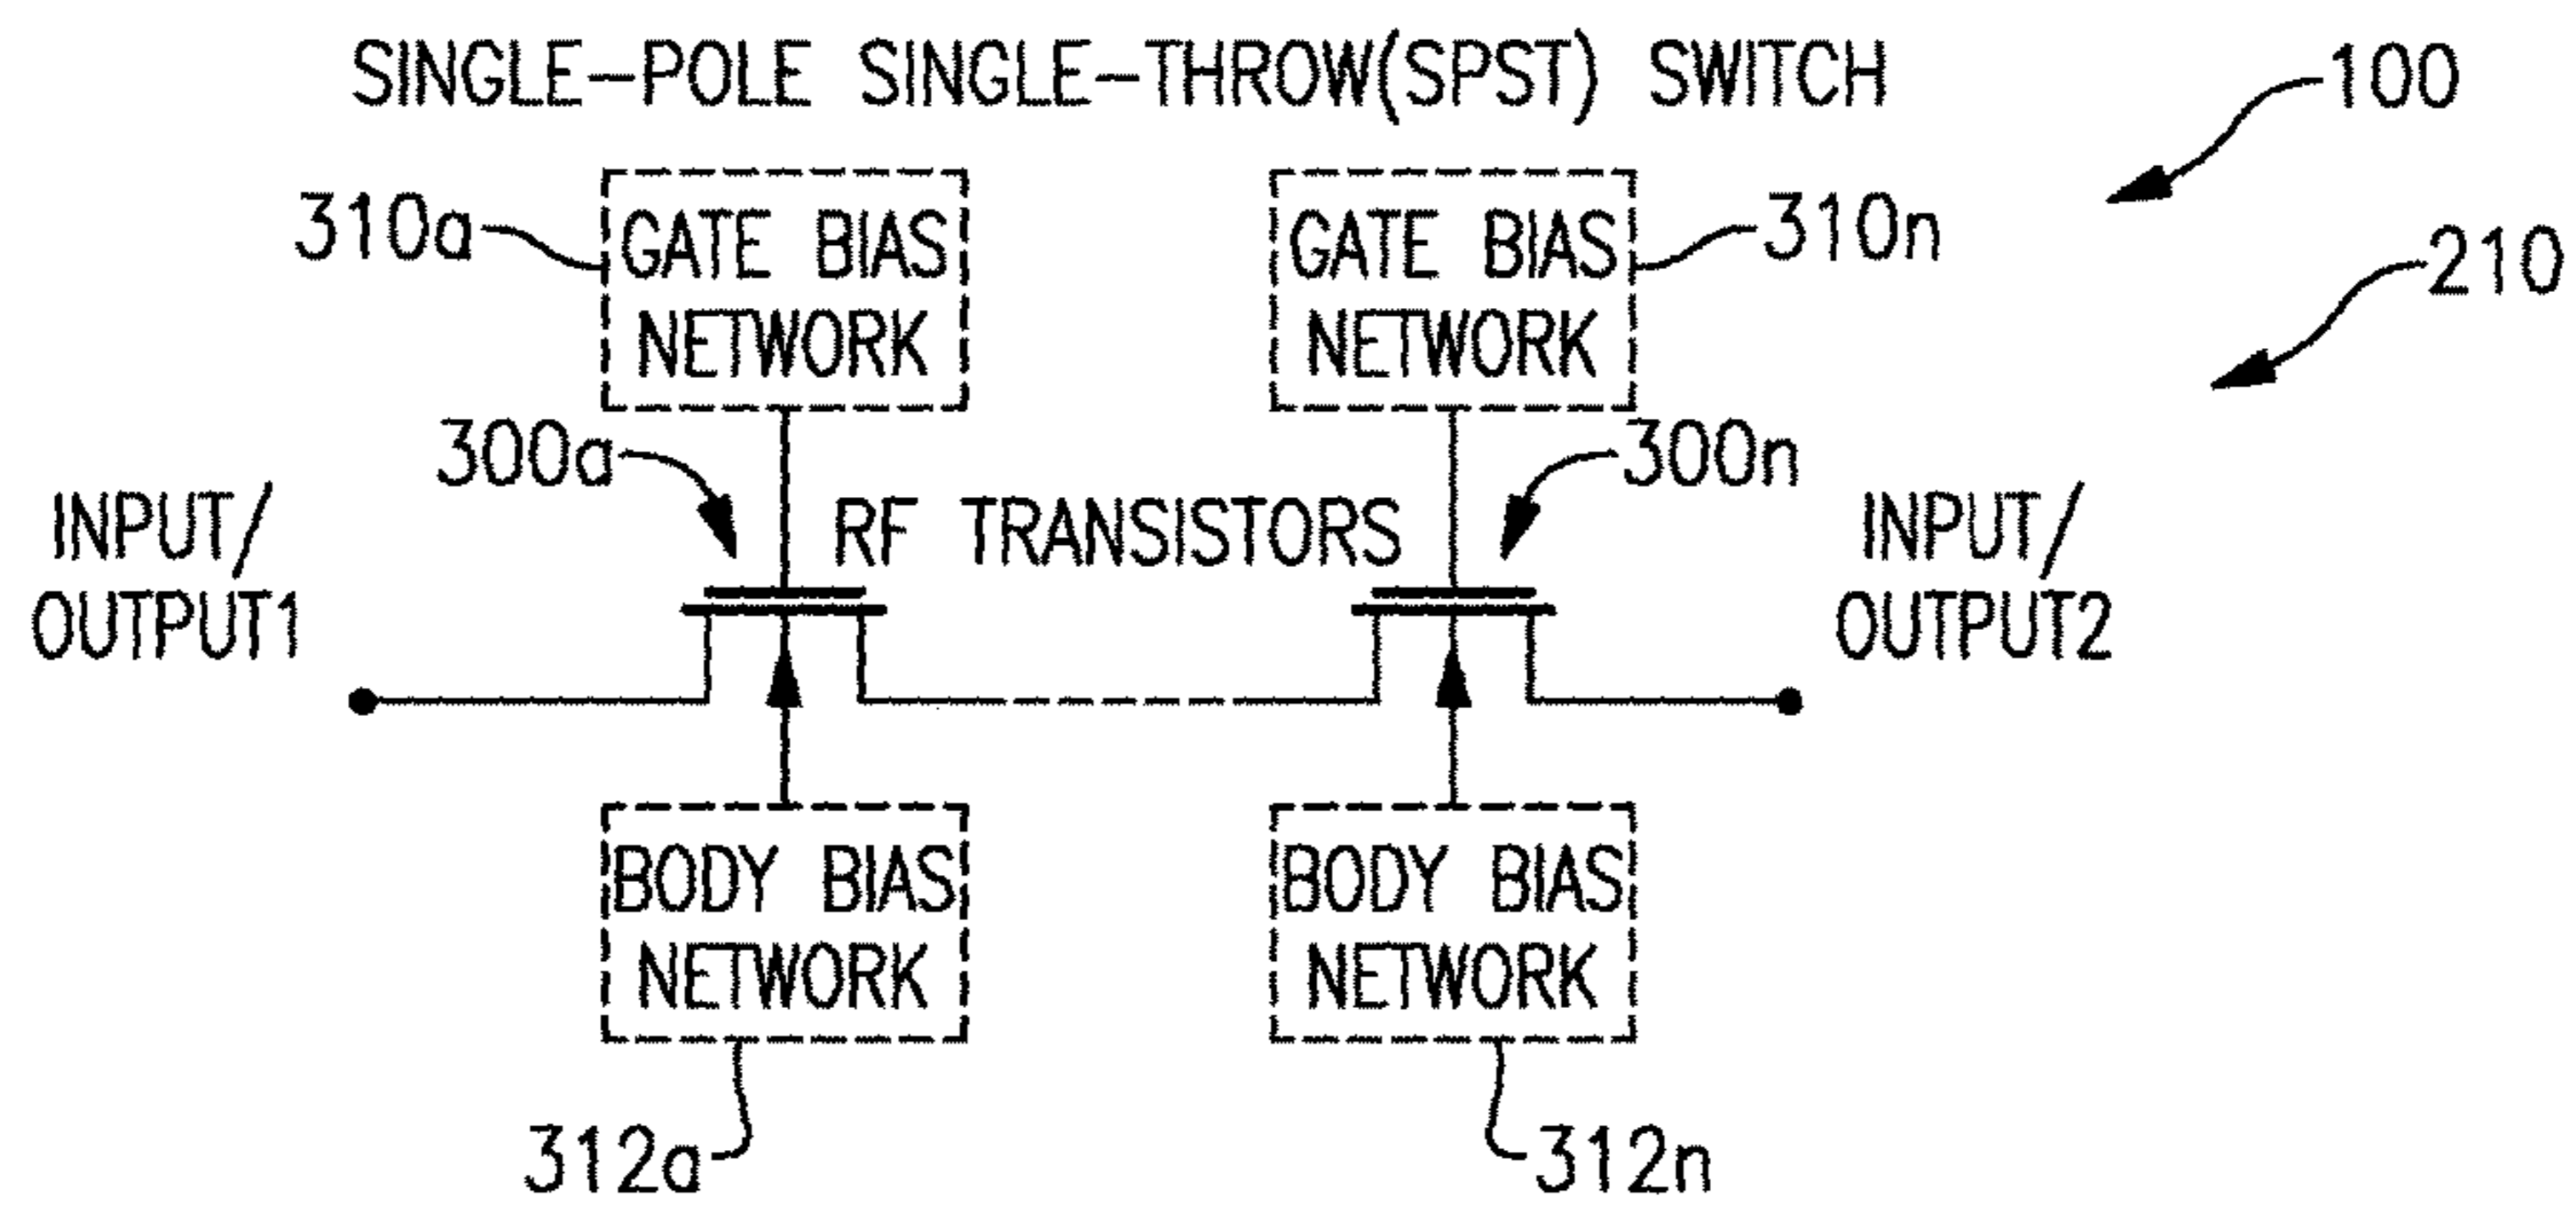 SINGLE-POLE SINGLE-THROW(SPST) SWITCH
100
310a
GATE BIAS
NETWORK
GATE BIAS
NETWORK
310n
210
300a
300n
INPUT/
OUTPUT1
RF TRANSISTORS
INPUT/
OUTPUT2
BODY BIAS
NETWORK
BODY BIAS
NETWORK
312a
312n